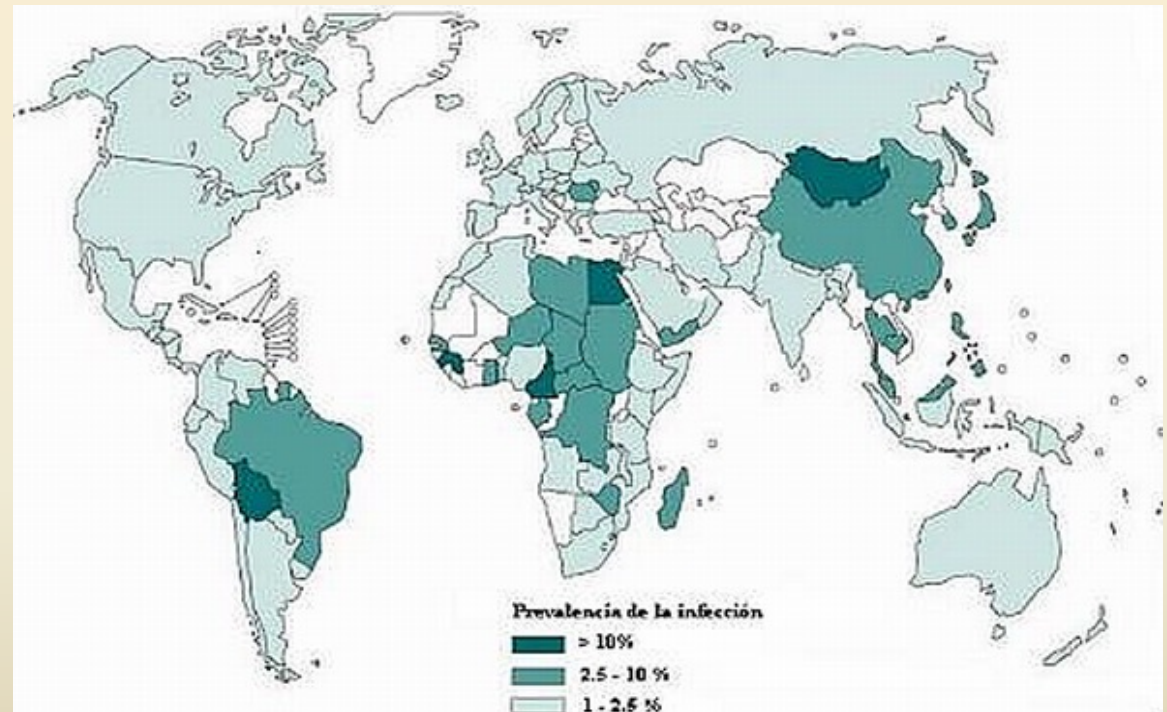 Prevalencia de la infección
> 10%
2.5 - 10 %
1 - 2.5 %